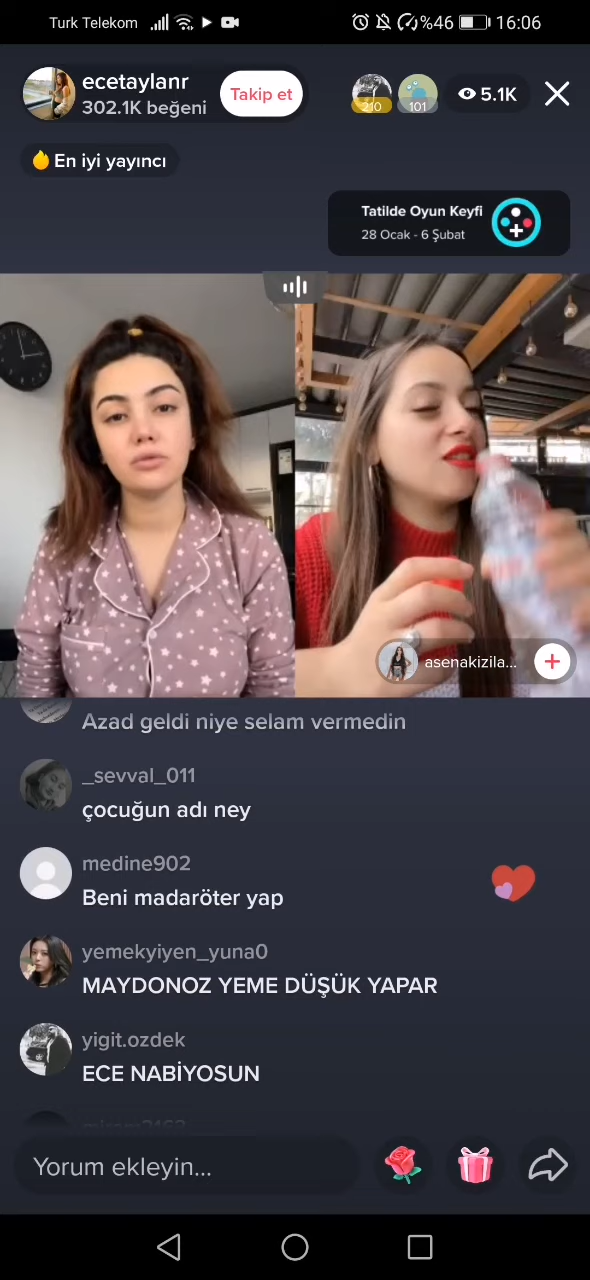 Turk Telekom
%46
16:06
ecetaylanr
302.1K beğeni
Takip et
210
101
5.1K
En iyi yayıncı
Tatilde Oyun Keyfi
28 Ocak - 6 Şubat
asenakizila...
Azad geldi niye selam vermedin
_sevval_011
çocuğun adı ney
medine902
Beni madaröter yap
yemekyiyen_yuna0
MAYDONOZ YEME DÜŞÜK YAPAR
yigit.ozdek
ECE NABİYOSUN
Yorum ekleyin...